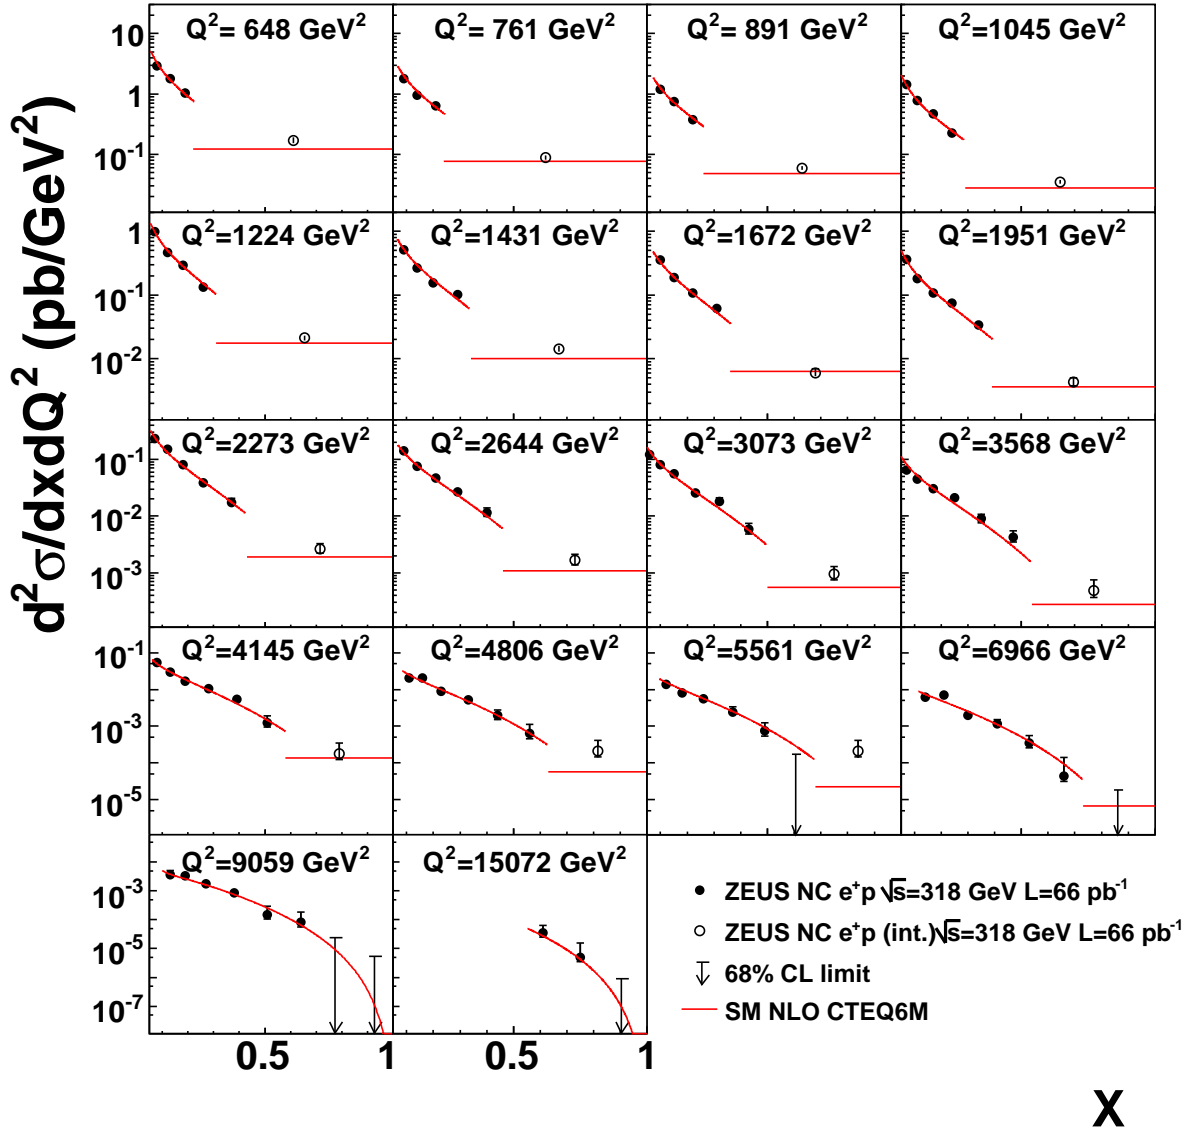 d²σ/dxdQ² (pb/GeV²)
10
1
10⁻¹
Q²= 648 GeV²
Q²= 761 GeV²
Q²= 891 GeV²
Q²=1045 GeV²
1
10⁻¹
10⁻²
Q²=1224 GeV²
Q²=1431 GeV²
Q²=1672 GeV²
Q²=1951 GeV²
10⁻¹
10⁻²
10⁻³
Q²=2273 GeV²
Q²=2644 GeV²
Q²=3073 GeV²
Q²=3568 GeV²
10⁻¹
10⁻³
10⁻⁵
Q²=4145 GeV²
Q²=4806 GeV²
Q²=5561 GeV²
Q²=6966 GeV²
10⁻³
10⁻⁵
10⁻⁷
Q²=9059 GeV²
Q²=15072 GeV²
0.5
1
0.5
1
ZEUS NC e⁺p √s=318 GeV L=66 pb⁻¹
ZEUS NC e⁺p (int.)√s=318 GeV L=66 pb⁻¹
68% CL limit
SM NLO CTEQ6M
x